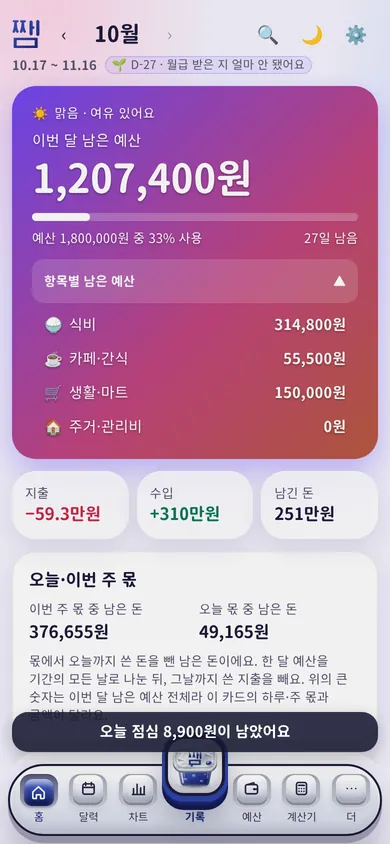 쨈
‹ 10월 ›
10.17 ~ 11.16 D-27 · 월급 받은 지 얼마 안 됐어요
맑음 · 여유 있어요
이번 달 남은 예산
1,207,400원
예산 1,800,000원 중 33% 사용 27일 남음
항목별 남은 예산 ▲
식비 314,800원
카페·간식 55,500원
생활·마트 150,000원
주거·관리비 0원
지출 수입 남긴 돈
−59.3만원 +310만원 251만원
오늘·이번 주 몫
이번 주 몫 중 남은 돈 오늘 몫 중 남은 돈
376,655원 49,165원
몫에서 오늘까지 쓴 돈을 뺀 남은 돈이에요. 한 달 예산을
기간의 모든 날로 나눈 뒤, 그날까지 지출을 빼요. 위의 큰
숫자는 이번 달 남은 예산 전체라 이 카드의 하루·주 몫과
오늘 점심 8,900원이 남았어요
쨈
홈 달력 차트 기록 예산 계산기 더